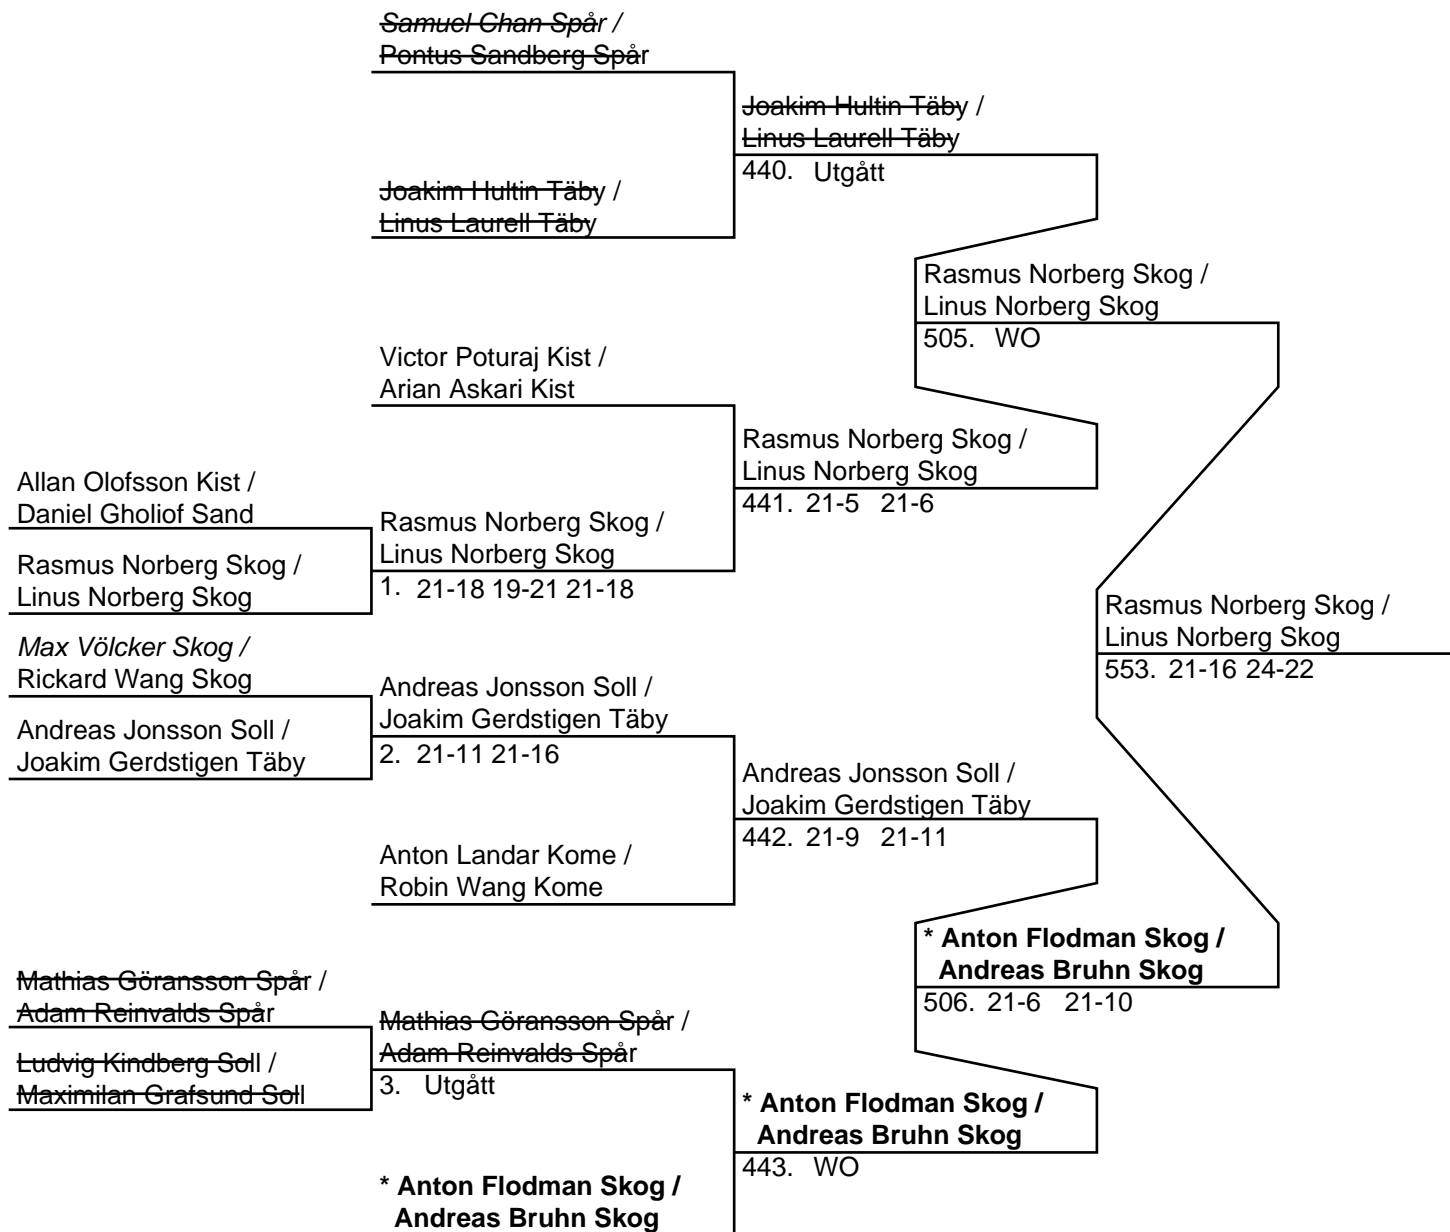 Samuel Chan Spår /
Pontus Sandberg Spår
Joakim Hultin Täby /
Linus Laurell Täby
440. Utgått
Joakim Hultin Täby /
Linus Laurell Täby
Rasmus Norberg Skog /
Linus Norberg Skog
505. WO
Victor Poturaj Kist /
Arian Askari Kist
Rasmus Norberg Skog /
Linus Norberg Skog
441. 21-5 21-6
Allan Olofsson Kist /
Daniel Gholiof Sand
Rasmus Norberg Skog /
Linus Norberg Skog
1. 21-18 19-21 21-18
Rasmus Norberg Skog /
Linus Norberg Skog
Rasmus Norberg Skog /
Linus Norberg Skog
553. 21-16 24-22
Max Völcker Skog /
Rickard Wang Skog
Andreas Jonsson Soll /
Joakim Gerdstigen Täby
2. 21-11 21-16
Andreas Jonsson Soll /
Joakim Gerdstigen Täby
Andreas Jonsson Soll /
Joakim Gerdstigen Täby
442. 21-9 21-11
Anton Landar Kome /
Robin Wang Kome
* Anton Flodman Skog /
Andreas Bruhn Skog
506. 21-6 21-10
Mathias Göransson Spår /
Adam Reinvalds Spår
Mathias Göransson Spår /
Adam Reinvalds Spår
3. Utgått
Ludvig Kindberg Soll /
Maximilan Grafsund Soll
* Anton Flodman Skog /
Andreas Bruhn Skog
443. WO
* Anton Flodman Skog /
Andreas Bruhn Skog